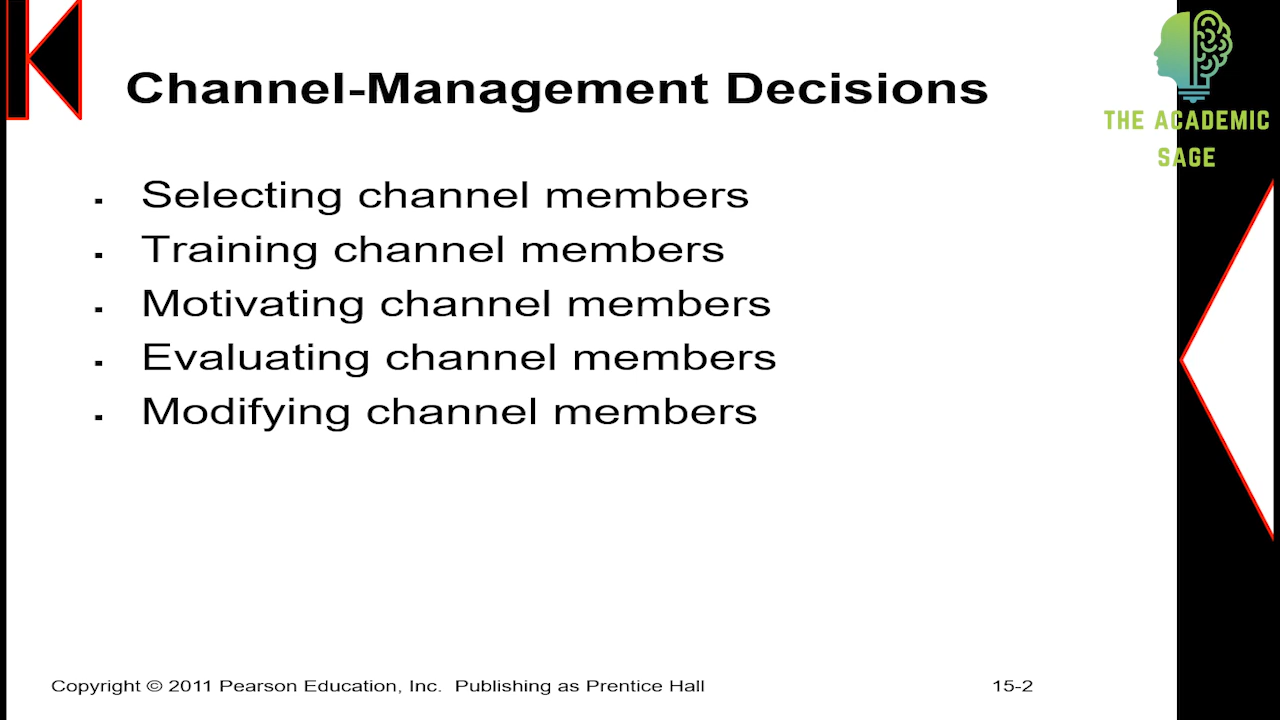 Channel-Management Decisions
THE ACADEMIC
SAGE
▪ Selecting channel members
▪ Training channel members
▪ Motivating channel members
▪ Evaluating channel members
▪ Modifying channel members
Copyright © 2011 Pearson Education, Inc. Publishing as Prentice Hall
15-2